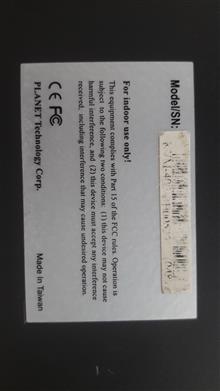 Model/SN:
For indoor use only!
This equipment complies with Part 15 of the FCC rules. Operation is
subject to the following two conditions: (1) this device may not cause
harmful interference, and (2) this device must accept any interference
received, including interference that may cause undesired operation.
CE FC
PLANET Technology Corp.
Made in Taiwan